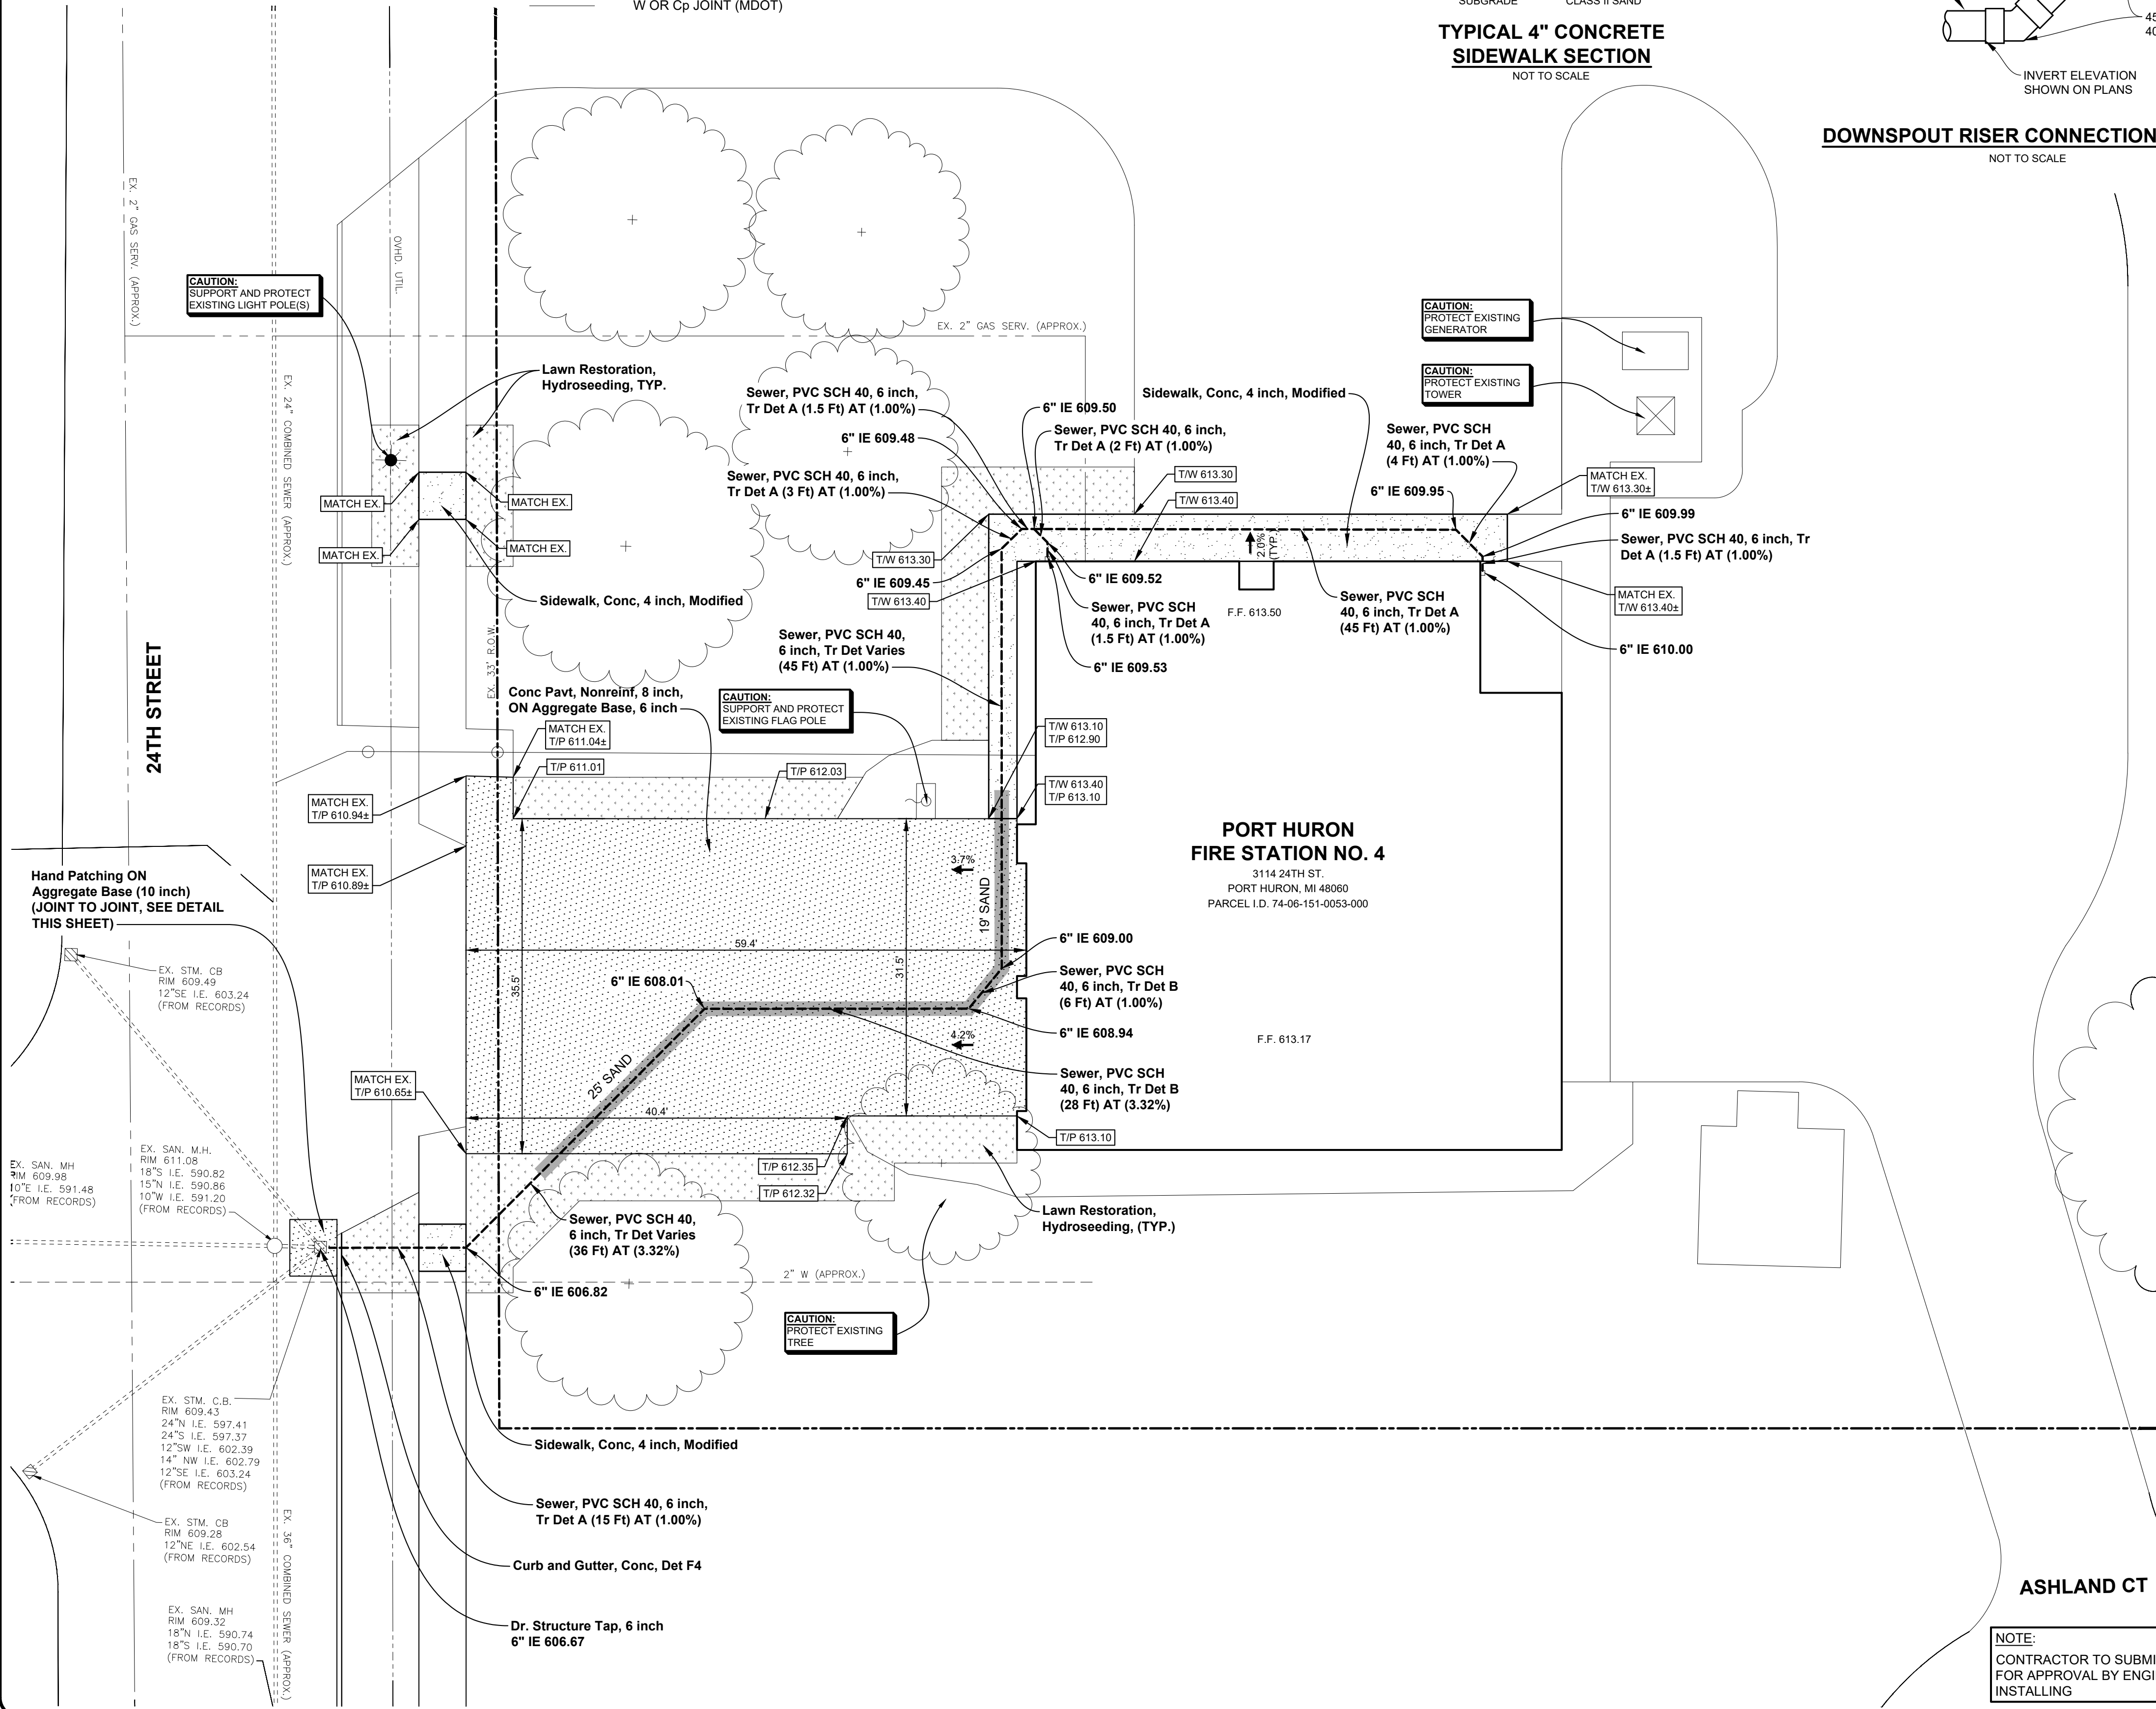 W OR Cp JOINT (MDOT)
SUBGRADE
CLASS II SAND
TYPICAL 4" CONCRETE
SIDEWALK SECTION
NOT TO SCALE
INVERT ELEVATION
SHOWN ON PLANS
DOWNSPOUT RISER CONNECTION
NOT TO SCALE
EX. 2" GAS SERV. (APPROX.)
OVHD. UTIL.
CAUTION:
SUPPORT AND PROTECT
EXISTING LIGHT POLE(S)
EX. 2" GAS SERV. (APPROX.)
CAUTION:
PROTECT EXISTING
GENERATOR
CAUTION:
PROTECT EXISTING
TOWER
EX. 24" COMBINED SEWER (APPROX.)
Lawn Restoration,
Hydroseeding, TYP.
Sewer, PVC SCH 40, 6 inch,
Tr Det A (1.5 Ft) AT (1.00%)
6" IE 609.48
Sewer, PVC SCH 40, 6 inch,
Tr Det A (3 Ft) AT (1.00%)
6" IE 609.50
Sewer, PVC SCH 40, 6 inch,
Tr Det A (2 Ft) AT (1.00%)
Sidewalk, Conc, 4 inch, Modified
Sewer, PVC SCH
40, 6 inch, Tr Det A
(4 Ft) AT (1.00%)
6" IE 609.95
T/W 613.30
T/W 613.40
MATCH EX.
T/W 613.30±
6" IE 609.99
Sewer, PVC SCH 40, 6 inch, Tr
Det A (1.5 Ft) AT (1.00%)
MATCH EX.
T/W 613.40±
6" IE 610.00
MATCH EX.
MATCH EX.
MATCH EX.
MATCH EX.
T/W 613.30
6" IE 609.45
T/W 613.40
2.0%
(TYP.)
6" IE 609.52
Sewer, PVC SCH
40, 6 inch, Tr Det A
(1.5 Ft) AT (1.00%)
6" IE 609.53
F.F. 613.50
Sewer, PVC SCH
40, 6 inch, Tr Det A
(45 Ft) AT (1.00%)
Sidewalk, Conc, 4 inch, Modified
Sewer, PVC SCH 40,
6 inch, Tr Det Varies
(45 Ft) AT (1.00%)
EX. 33' R.O.W.
24TH STREET
Conc Pavt, Nonreinf, 8 inch,
ON Aggregate Base, 6 inch
CAUTION:
SUPPORT AND PROTECT
EXISTING FLAG POLE
MATCH EX.
T/P 611.04±
T/P 611.01
T/P 612.03
T/W 613.10
T/P 612.90
T/W 613.40
T/P 613.10
MATCH EX.
T/P 610.94±
MATCH EX.
T/P 610.89±
PORT HURON
FIRE STATION NO. 4
3114 24TH ST.
PORT HURON, MI 48060
PARCEL I.D. 74-06-151-0053-000
Hand Patching ON
Aggregate Base (10 inch)
(JOINT TO JOINT, SEE DETAIL
THIS SHEET)
3.7%
19' SAND
59.4'
31.5'
35.5'
6" IE 609.00
Sewer, PVC SCH
40, 6 inch, Tr Det B
(6 Ft) AT (1.00%)
6" IE 608.01
6" IE 608.94
4.2%
F.F. 613.17
Sewer, PVC SCH
40, 6 inch, Tr Det B
(28 Ft) AT (3.32%)
EX. STM. CB
RIM 609.49
12"SE I.E. 603.24
(FROM RECORDS)
25' SAND
40.4'
MATCH EX.
T/P 610.65±
T/P 613.10
T/P 612.35
T/P 612.32
EX. SAN. MH
RIM 609.98
10"E I.E. 591.48
(FROM RECORDS)
EX. SAN. M.H.
RIM 611.08
18"S I.E. 590.82
15"N I.E. 590.86
10"W I.E. 591.20
(FROM RECORDS)
Sewer, PVC SCH 40,
6 inch, Tr Det Varies
(36 Ft) AT (3.32%)
Lawn Restoration,
Hydroseeding, (TYP.)
2" W (APPROX.)
6" IE 606.82
CAUTION:
PROTECT EXISTING
TREE
EX. STM. C.B.
RIM 609.43
24"N I.E. 597.41
24"S I.E. 597.37
12"SW I.E. 602.39
14" NW I.E. 602.79
12"SE I.E. 603.24
(FROM RECORDS)
Sidewalk, Conc, 4 inch, Modified
Sewer, PVC SCH 40, 6 inch,
Tr Det A (15 Ft) AT (1.00%)
EX. STM. CB
RIM 609.28
12"NE I.E. 602.54
(FROM RECORDS)
EX. 36" COMBINED SEWER (APPROX.)
Curb and Gutter, Conc, Det F4
EX. SAN. MH
RIM 609.32
18"N I.E. 590.74
18"S I.E. 590.70
(FROM RECORDS)
Dr. Structure Tap, 6 inch
6" IE 606.67
ASHLAND CT
NOTE:
CONTRACTOR TO SUBMI
FOR APPROVAL BY ENGI
INSTALLING